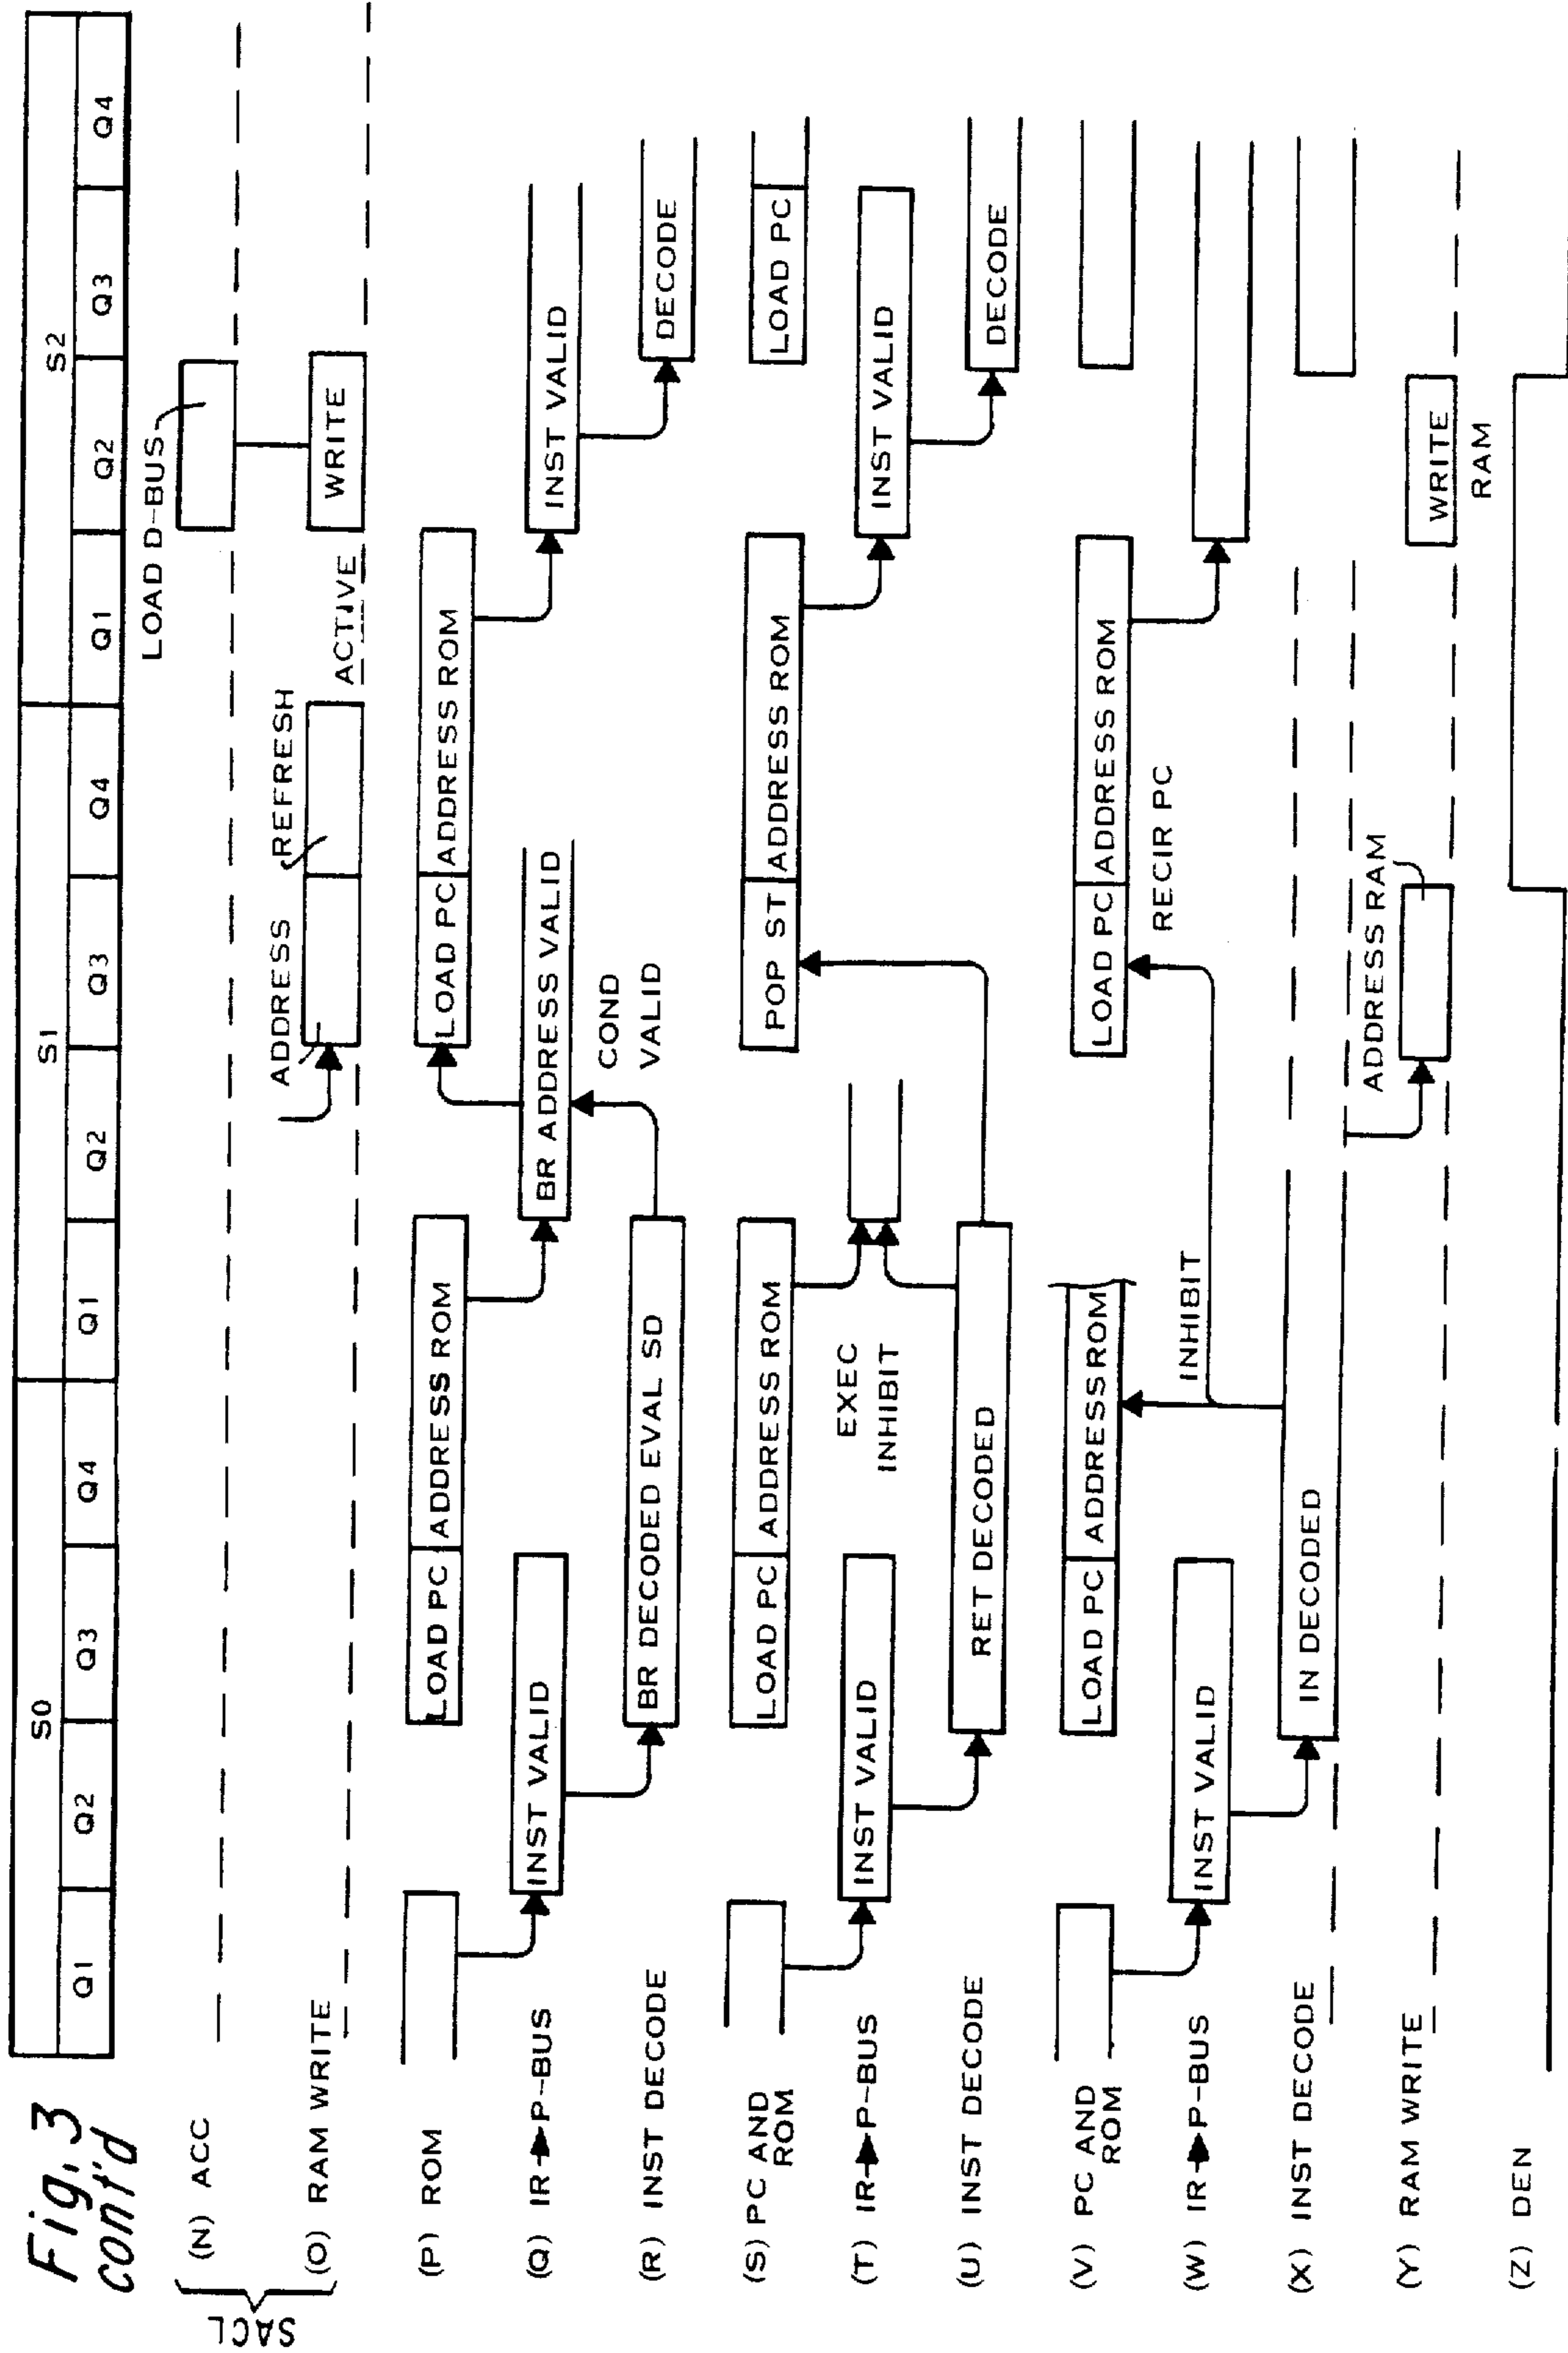 Fig. 3
cont'd
S0 S1 S2
Q1 Q2 Q3 Q4 Q1 Q2 Q3 Q4 Q1 Q2 Q3 Q4
SACL
(N) ACC
LOAD D-BUS
(O) RAM WRITE
ADDRESS REFRESH
ACTIVE
WRITE
(P) ROM
LOAD PC ADDRESS ROM LOAD PC ADDRESS ROM
(Q) IR→P-BUS
INST VALID BR ADDRESS VALID INST VALID
COND
VALID
(R) INST DECODE
BR DECODED EVAL SD DECODE
(S) PC AND
ROM
LOAD PC ADDRESS ROM POP ST ADDRESS ROM LOAD PC
(T) IR→P-BUS
INST VALID EXEC
INHIBIT
INST VALID
(U) INST DECODE
RET DECODED DECODE
(V) PC AND
ROM
LOAD PC ADDRESS ROM LOAD PC ADDRESS ROM
RECIR PC
(W) IR→P-BUS
INST VALID INHIBIT
(X) INST DECODE
IN DECODED
(Y) RAM WRITE
ADDRESS RAM
WRITE
RAM
(Z) DEN